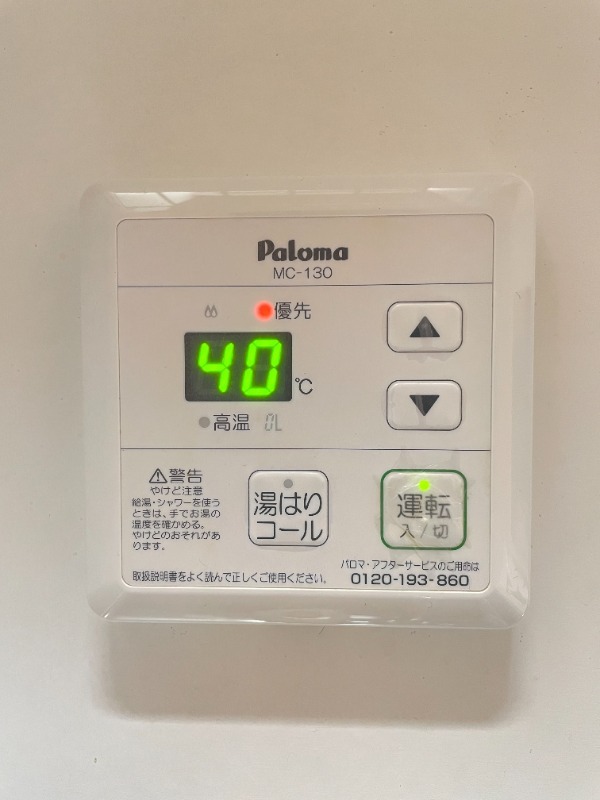 Paloma
MC-130
優先
40 ℃
高温 0L
▲
▼
⚠警告
やけど注意
給湯・シャワーを使う
ときは、手でお湯の
温度を確かめる。
やけどのおそれがあ
ります。
湯はり
コール
運転
入/切
取扱説明書をよく読んで正しくご使用ください。
パロマ・アフターサービスのご用命は
0120-193-860